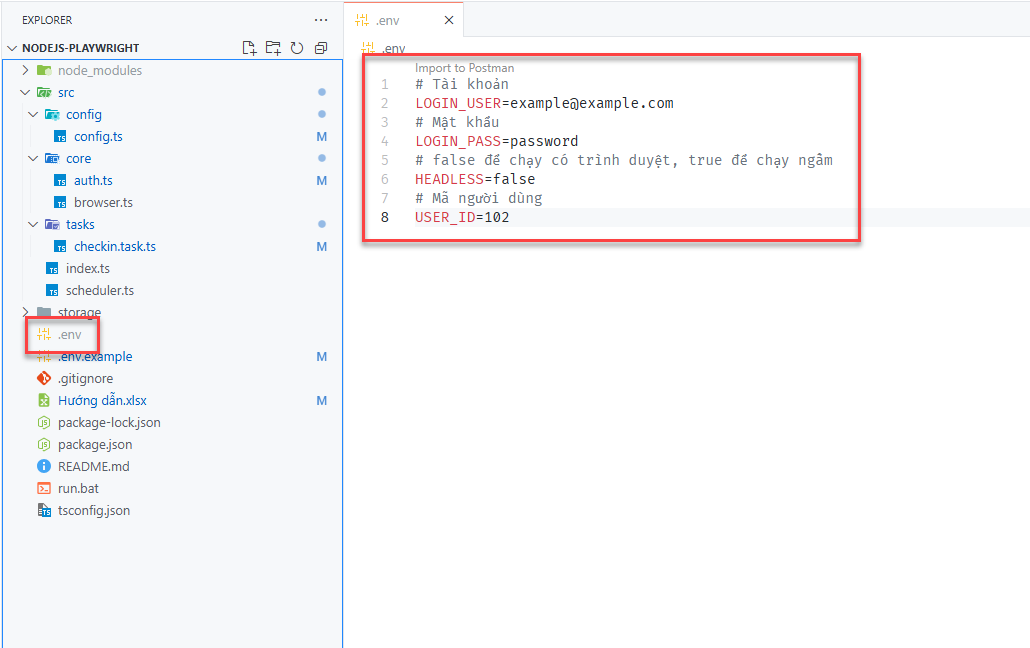 EXPLORER
NODEJS-PLAYWRIGHT
node_modules
src
config
config.ts M
core
auth.ts M
browser.ts
tasks
checkin.task.ts M
index.ts
scheduler.ts
storage
.env
.env.example M
.gitignore
Hướng dẫn.xlsx M
package-lock.json
package.json
README.md
run.bat
tsconfig.json
.env
.env
Import to Postman
1 # Tài khoản
2 LOGIN_USER=example@example.com
3 # Mật khẩu
4 LOGIN_PASS=password
5 # false để chạy có trình duyệt, true để chạy ngầm
6 HEADLESS=false
7 # Mã người dùng
8 USER_ID=102